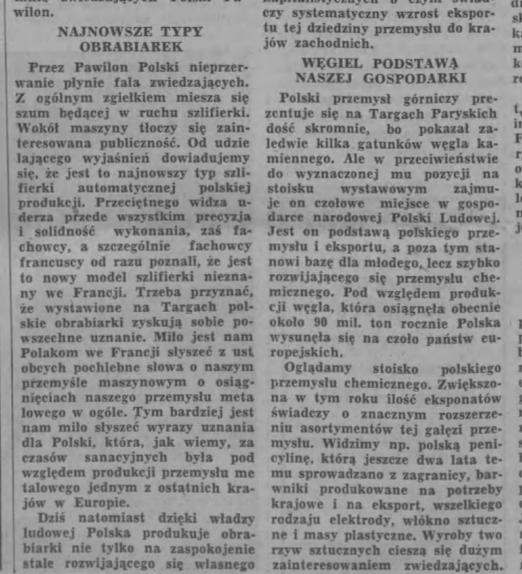 wilon.
NAJNOWSZE TYPY
OBRABIAREK
Przez Pawilon Polski nieprzer-
wanie płynie fala zwiedzających.
Z ogólnym zgiełkiem miesza się
szum będącej w ruchu szlifierki.
Wokół maszyny tłoczy się zain-
teresowana publiczność. Od udzie
lającego wyjaśnień dowiadujemy
się, że jest to najnowszy typ szli-
fierki automatycznej polskiej
produkcji. Przeciętnego widza u-
derza przede wszystkim precyzja
i solidność wykonania, zaś fa-
chowcy, a szczególnie fachowcy
francuscy od razu poznali, że jest
to nowy model szlifierki niezna-
ny we Francji. Trzeba przyznać,
że wystawione na Targach pol-
skie obrabiarki zyskują sobie po-
wszechne uznanie. Miło jest nam
Polakom we Francji słyszeć z ust
obcych pochlebne słowa o naszym
przemyśle maszynowym o osiąg-
nięciach naszego przemysłu meta
lowego w ogóle. Tym bardziej jest
nam miło słyszeć wyrazy uznania
dla Polski, która, jak wiemy, za
czasów sanacyjnych była pod
względem produkcji przemysłu me
talowego jednym z ostatnich kra-
jów w Europie.
Dziś natomiast dzięki władzy
ludowej Polska produkuje obra-
biarki nie tylko na zaspokojenie
stale rozwijającego się własnego
czy systematyczny wzrost ekspor-
tu tej dziedziny przemysłu do kra-
jów zachodnich.
WĘGIEL PODSTAWĄ
NASZEJ GOSPODARKI
Polski przemysł górniczy pre-
zentuje się na Targach Paryskich
dość skromnie, bo pokazał za-
ledwie kilka gatunków węgla ka-
miennego. Ale w przeciwieństwie
do wyznaczonej mu pozycji na
stoisku wystawowym zajmu-
je on czołowe miejsce w gospo-
darce narodowej Polski Ludowej.
Jest on podstawą polskiego prze-
mysłu i eksportu, a poza tym sta-
nowi bazę dla młodego, lecz szybko
rozwijającego się przemysłu che-
micznego. Pod względem produk-
cji węgla, która osiągnęła obecnie
około 90 mil. ton rocznie Polska
wysunęła się na czoło państw eu-
ropejskich.
Oglądamy stoisko polskiego
przemysłu chemicznego. Zwiększo-
na w tym roku ilość eksponatów
świadczy o znacznym rozszerze-
niu asortymentów tej gałęzi prze-
mysłu. Widzimy np. polską peni-
cylinę, którą jeszcze dwa lata te-
mu sprowadzano z zagranicy, bar-
wniki produkowane na potrzeby
krajowe i na eksport, wszelkiego
rodzaju elektrody, włókno sztucz-
ne i masy plastyczne. Wyroby two
rzyw sztucznych cieszą się dużym
zainteresowaniem zwiedzających.